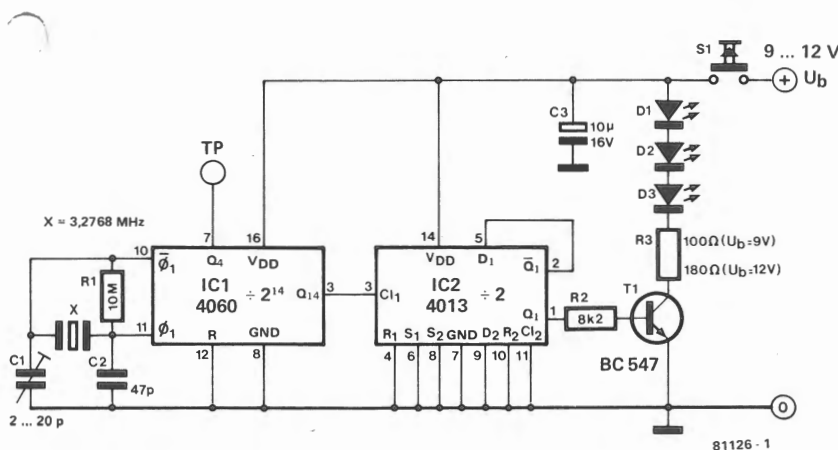 S1
9 ... 12 V
+
Ub
C3
10µ
16V
D1
D2
D3
TP
X = 3,2768 MHz
R3
100Ω (Ub=9V)
180Ω (Ub=12V)
7
16
14
5
10
ϕ̅1
Q4
VDD
VDD
D1
Q̅1
2
R1
10M
IC1
4060
÷ 2¹⁴
Q14
3
3
Cl1
IC2
4013
÷ 2
T1
X
Q1
1
R2
8k2
11
ϕ1
R
GND
R1
S1
S2
GND
D2
R2
Cl2
BC 547
12
8
4
6
8
7
9
10
11
C1
C2
47p
2 ... 20 p
0
81126 - 1